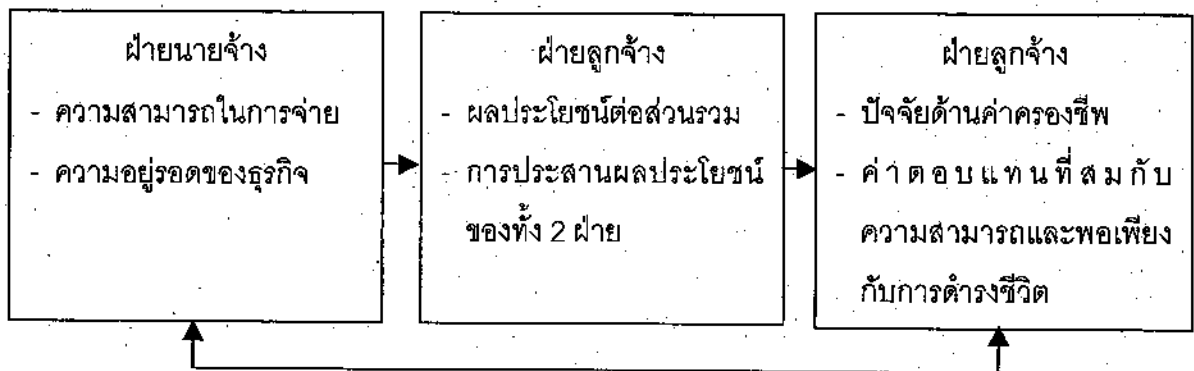 ฝ่ายนายจ้าง
- ความสามารถในการจ่าย
- ความอยู่รอดของธุรกิจ
ฝ่ายลูกจ้าง
- ผลประโยชน์ต่อส่วนรวม
- การประสานผลประโยชน์
ของทั้ง 2 ฝ่าย
ฝ่ายลูกจ้าง
- ปัจจัยด้านค่าครองชีพ
- ค่าตอบแทนที่สมกับ
ความสามารถและพอเพียง
กับการดำรงชีวิต